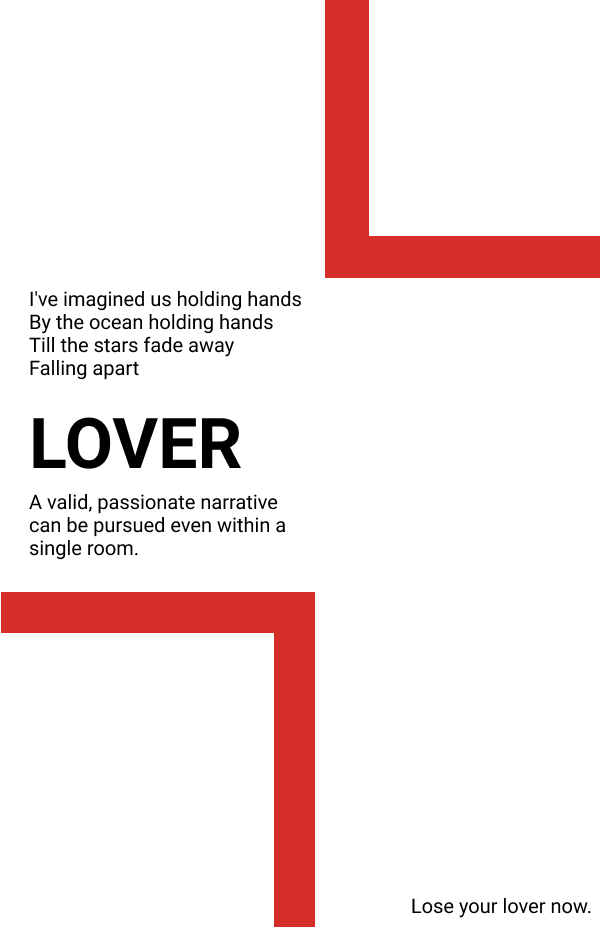 I've imagined us holding hands
By the ocean holding hands
Till the stars fade away
Falling apart
LOVER
A valid, passionate narrative
can be pursued even within a
single room.
Lose your lover now.